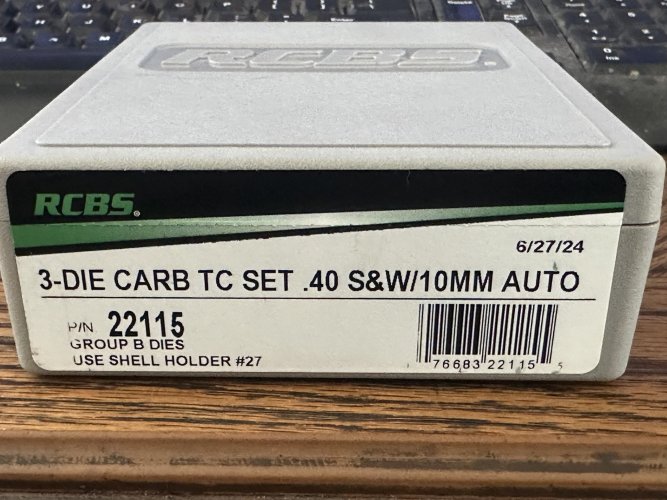 RCBS.
RCBS.
6/27/24
3-DIE CARB TC SET .40 S&W/10MM AUTO
P/N 22115
GROUP B DIES
USE SHELL HOLDER #27
0 76683 22115 5